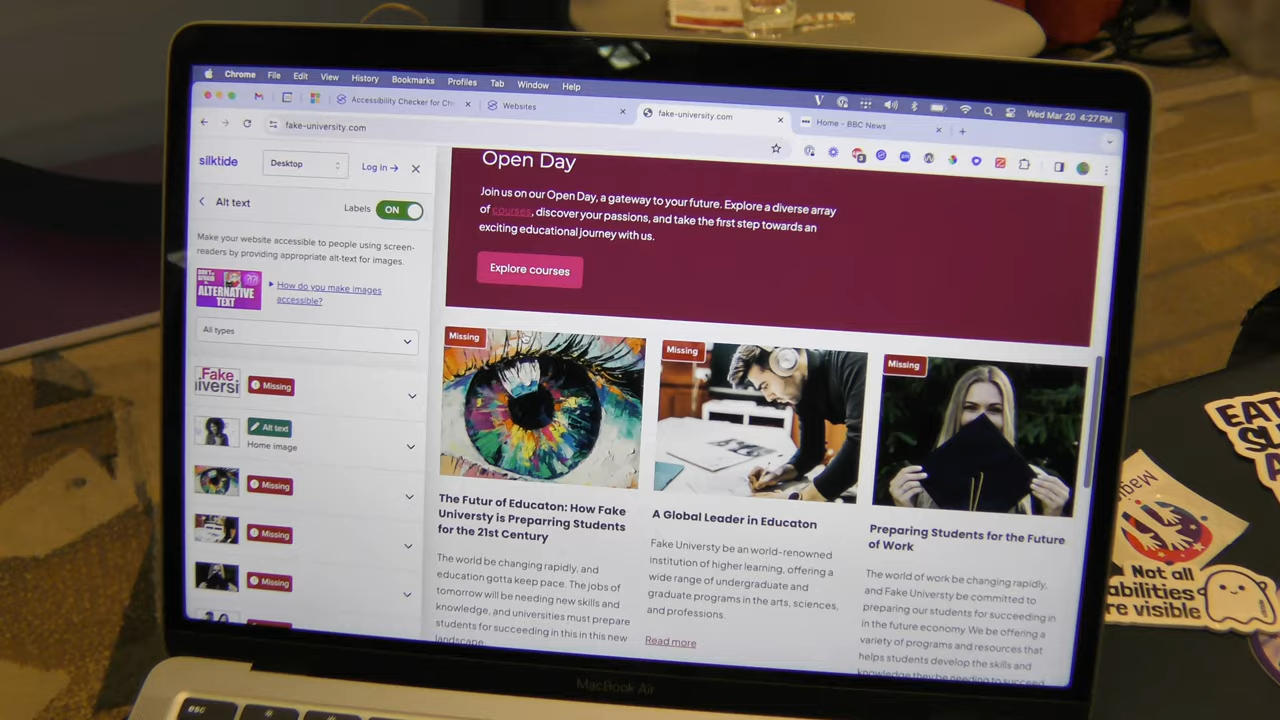 Chrome File Edit View History Bookmarks Profiles Tab Window Help
Wed Mar 20 4:27 PM
Accessibility Checker for Ch
Websites
fake-university.com
Home - BBC News
fake-university.com
silktide
Desktop
Log in →
Alt text
Labels
ON
Make your website accessible to people using screen-
readers by providing appropriate alt-text for images.
ALTERNATIVE
TEXT
How do you make images
accessible?
All types
Fake
iversi
Missing
Alt text
Home image
Missing
Missing
Missing
Open Day
Join us on our Open Day, a gateway to your future. Explore a diverse array
of courses, discover your passions, and take the first step towards an
exciting educational journey with us.
Explore courses
Missing
The Futur of Educaton: How Fake
Universty is Preparring Students
for the 21st Century
The world be changing rapidly, and
education gotta keep pace. The jobs of
tomorrow will be needing new skills and
knowledge, and universities must prepare
students for succeeding in this in this new
landscape.
Missing
A Global Leader in Educaton
Fake Universty be an world-renowned
institution of higher learning, offering a
wide range of undergraduate and
graduate programs in the arts, sciences,
and professions.
Read more
Missing
Preparing Students for the Future
of Work
The world of work be changing rapidly,
and Fake Universty be committed to
preparing our students for succeeding in
the future economy We be offering a
variety of programs and resources that
helps students develop the skills and
knowledge they be needing to succeed
MacBook Air
esc
EAT
Not all
abilities
re visible